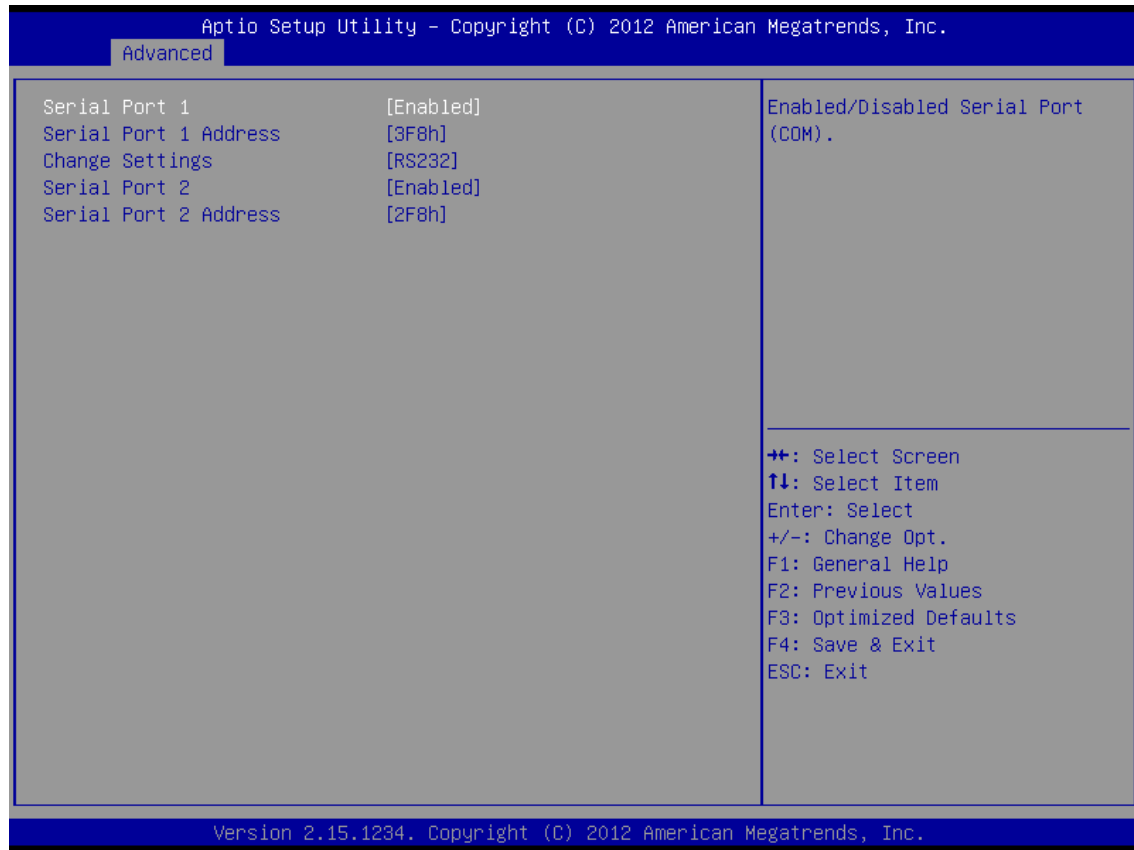 Aptio Setup Utility – Copyright (C) 2012 American Megatrends, Inc.
Advanced
Serial Port 1 [Enabled]
Serial Port 1 Address [3F8h]
Change Settings [RS232]
Serial Port 2 [Enabled]
Serial Port 2 Address [2F8h]
Enabled/Disabled Serial Port
(COM).
→←: Select Screen
↑↓: Select Item
Enter: Select
+/-: Change Opt.
F1: General Help
F2: Previous Values
F3: Optimized Defaults
F4: Save & Exit
ESC: Exit
Version 2.15.1234. Copyright (C) 2012 American Megatrends, Inc.